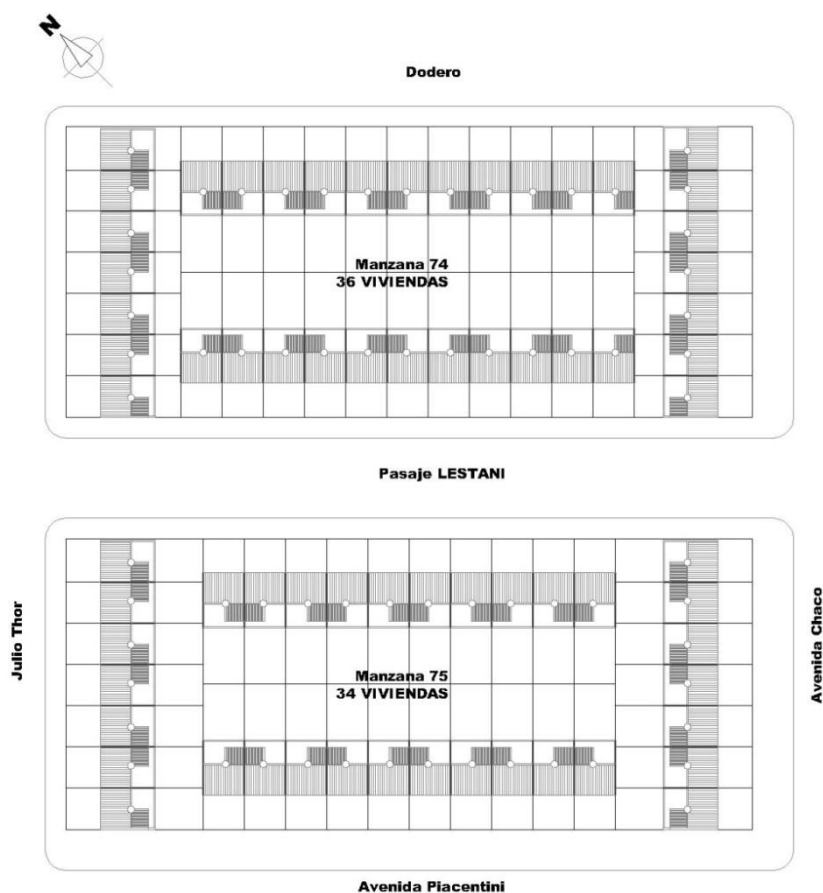 N
Dodero
Manzana 74
36 VIVIENDAS
Pasaje LESTANI
Julio Thor
Manzana 75
34 VIVIENDAS
Avenida Chaco
Avenida Piacentini